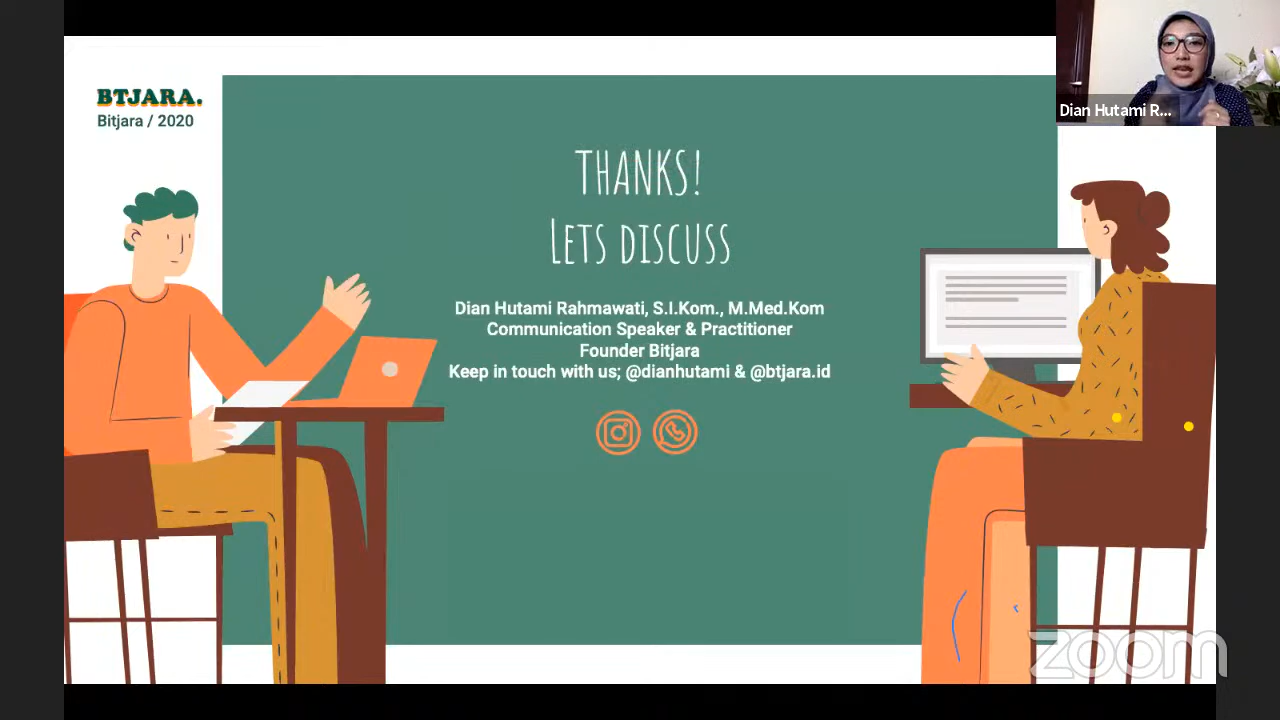 BTJARA.
Bitjara / 2020
THANKS!
LETS DISCUSS
Dian Hutami Rahmawati, S.I.Kom., M.Med.Kom
Communication Speaker & Practitioner
Founder Bitjara
Keep in touch with us; @dianhutami & @btjara.id
Dian Hutami R...
zoom